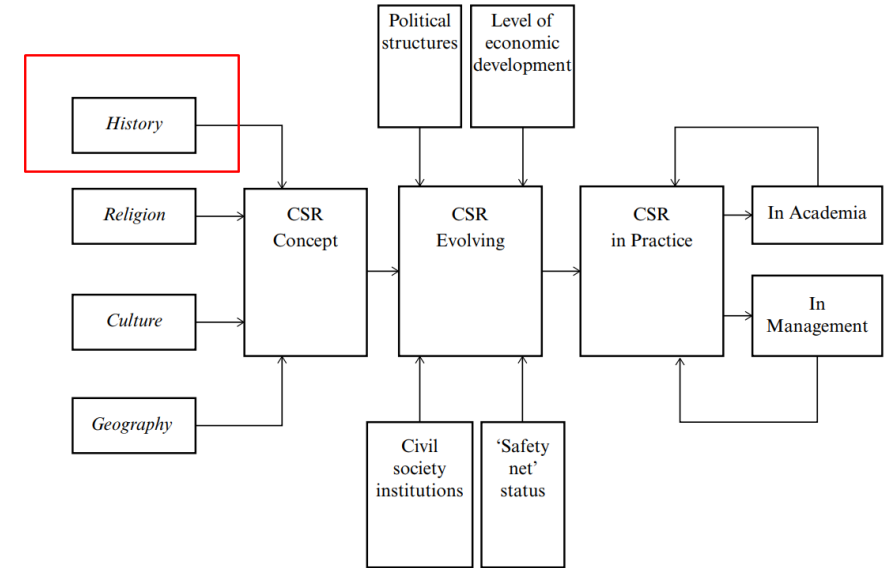 Political
structures
Level of
economic
development
History
Religion
Culture
Geography
CSR
Concept
CSR
Evolving
CSR
in Practice
In Academia
In
Management
Civil
society
institutions
‘Safety
net’
status